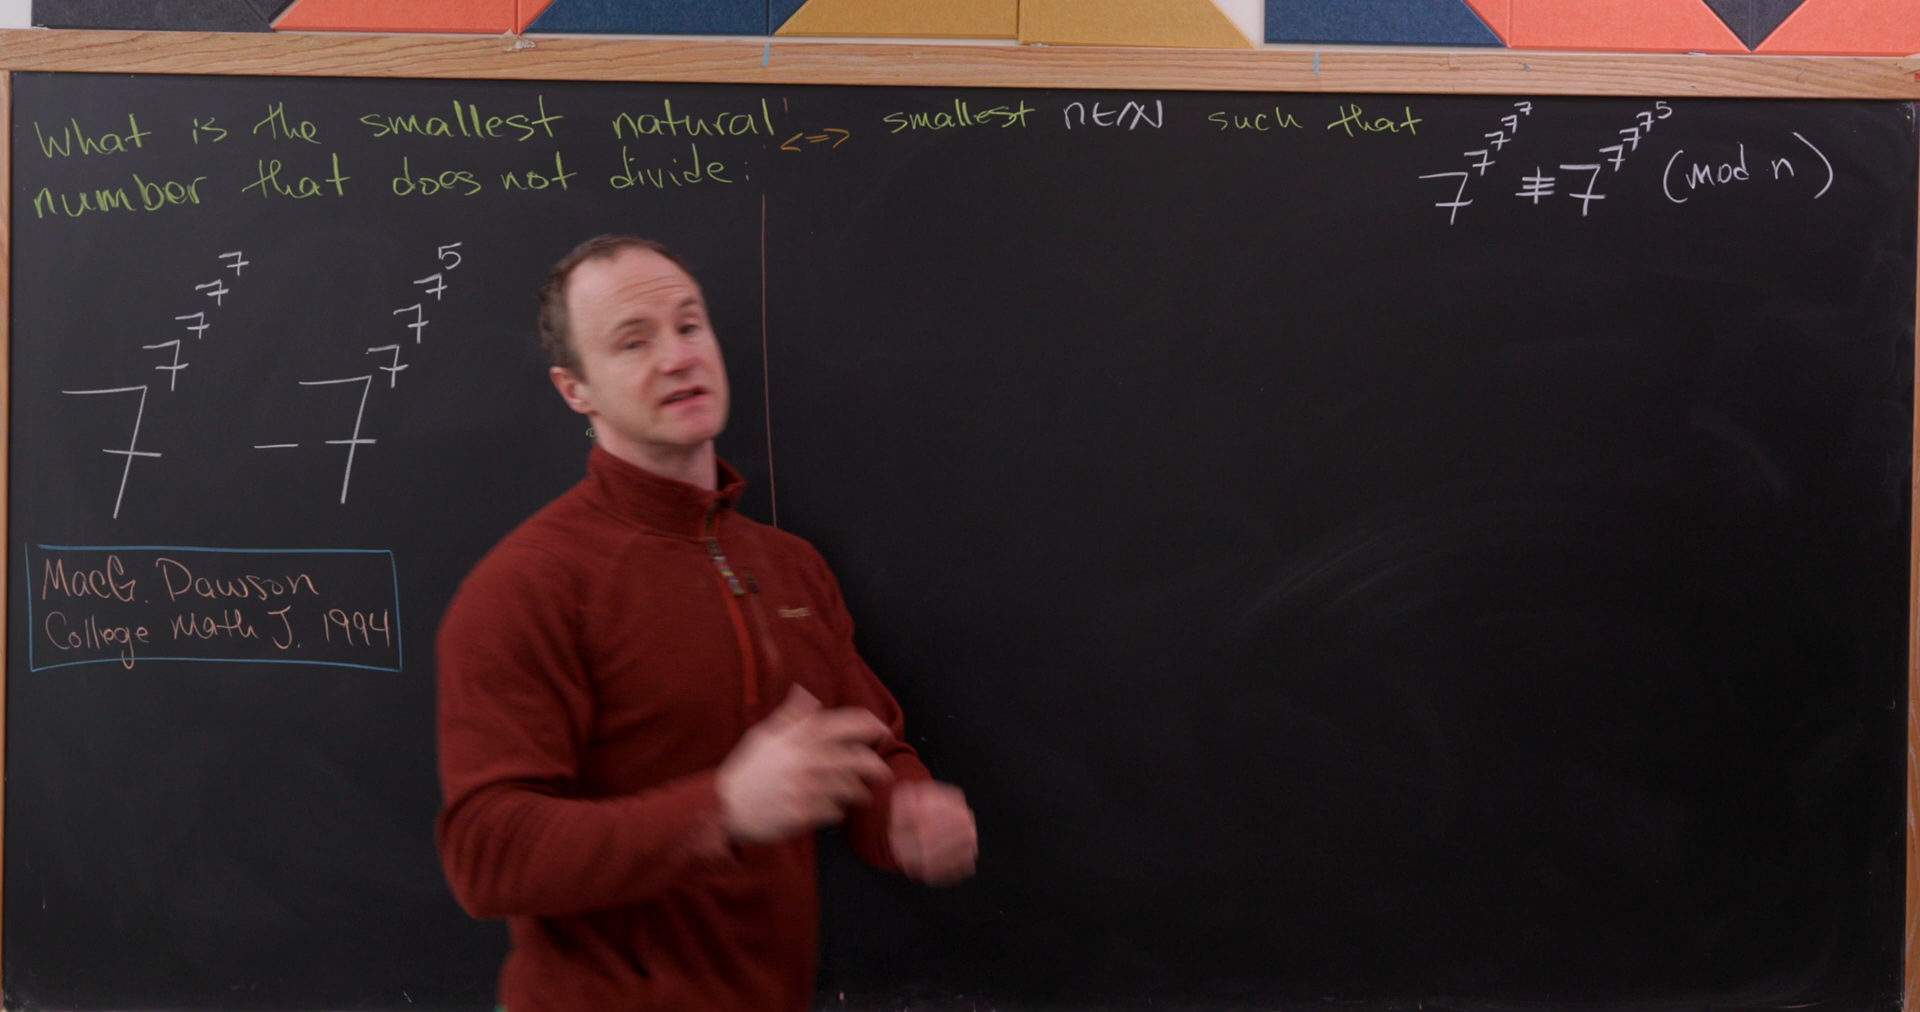 What is the smallest natural
number that does not divide:
7^7^7^7^7 - 7^7^7^7^5
MacG. Dawson
College Math J. 1994
<=> smallest n∈ℕ such that 7^7^7^7^7 ≢ 7^7^7^7^5 (mod n)